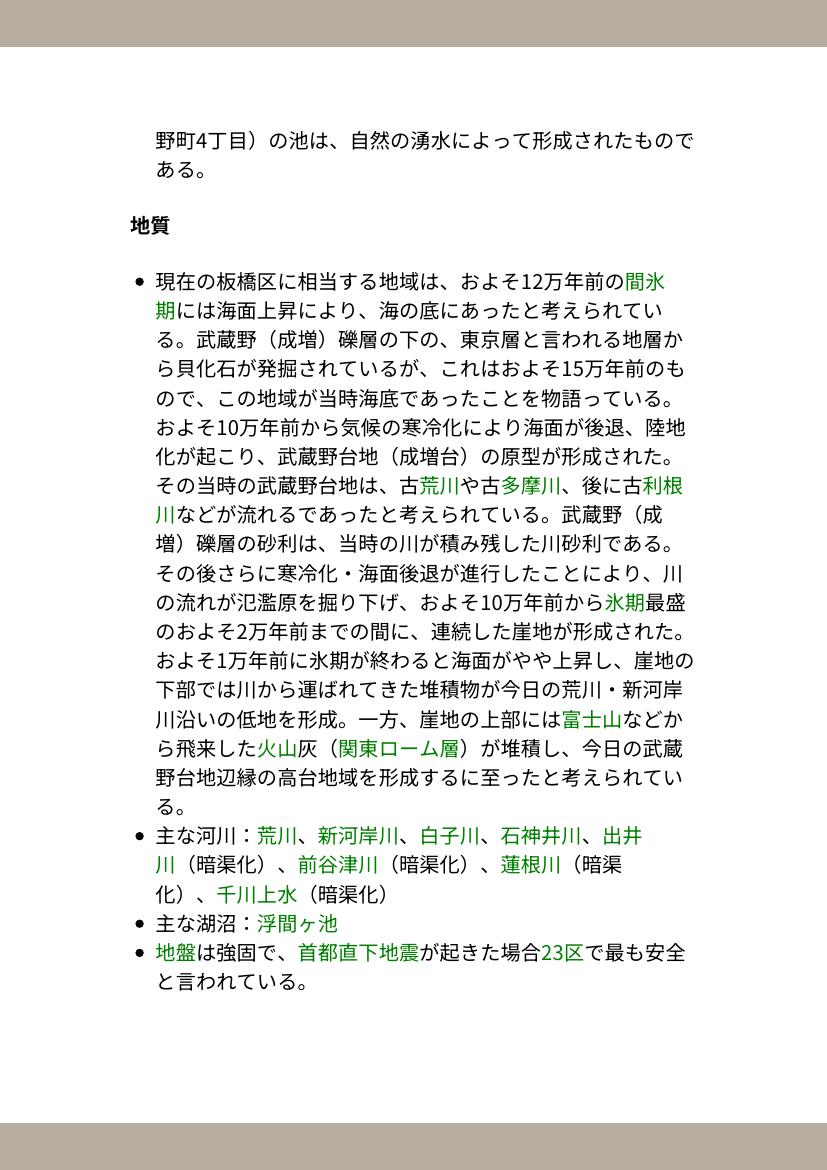 野町4丁目）の池は、自然の湧水によって形成されたもので
ある。
地質
• 現在の板橋区に相当する地域は、およそ12万年前の間氷
期には海面上昇により、海の底にあったと考えられてい
る。武蔵野（成増）礫層の下の、東京層と言われる地層か
ら貝化石が発掘されているが、これはおよそ15万年前のも
ので、この地域が当時海底であったことを物語っている。
およそ10万年前から気候の寒冷化により海面が後退、陸地
化が起こり、武蔵野台地（成増台）の原型が形成された。
その当時の武蔵野台地は、古荒川や古多摩川、後に古利根
川などが流れるであったと考えられている。武蔵野（成
増）礫層の砂利は、当時の川が積み残した川砂利である。
その後さらに寒冷化・海面後退が進行したことにより、川
の流れが氾濫原を掘り下げ、およそ10万年前から氷期最盛
のおよそ2万年前までの間に、連続した崖地が形成された。
およそ1万年前に氷期が終わると海面がやや上昇し、崖地の
下部では川から運ばれてきた堆積物が今日の荒川・新河岸
川沿いの低地を形成。一方、崖地の上部には富士山などか
ら飛来した火山灰（関東ローム層）が堆積し、今日の武蔵
野台地辺縁の高台地域を形成するに至ったと考えられてい
る。
• 主な河川：荒川、新河岸川、白子川、石神井川、出井
川（暗渠化）、前谷津川（暗渠化）、蓮根川（暗渠
化）、千川上水（暗渠化）
• 主な湖沼：浮間ヶ池
• 地盤は強固で、首都直下地震が起きた場合23区で最も安全
と言われている。